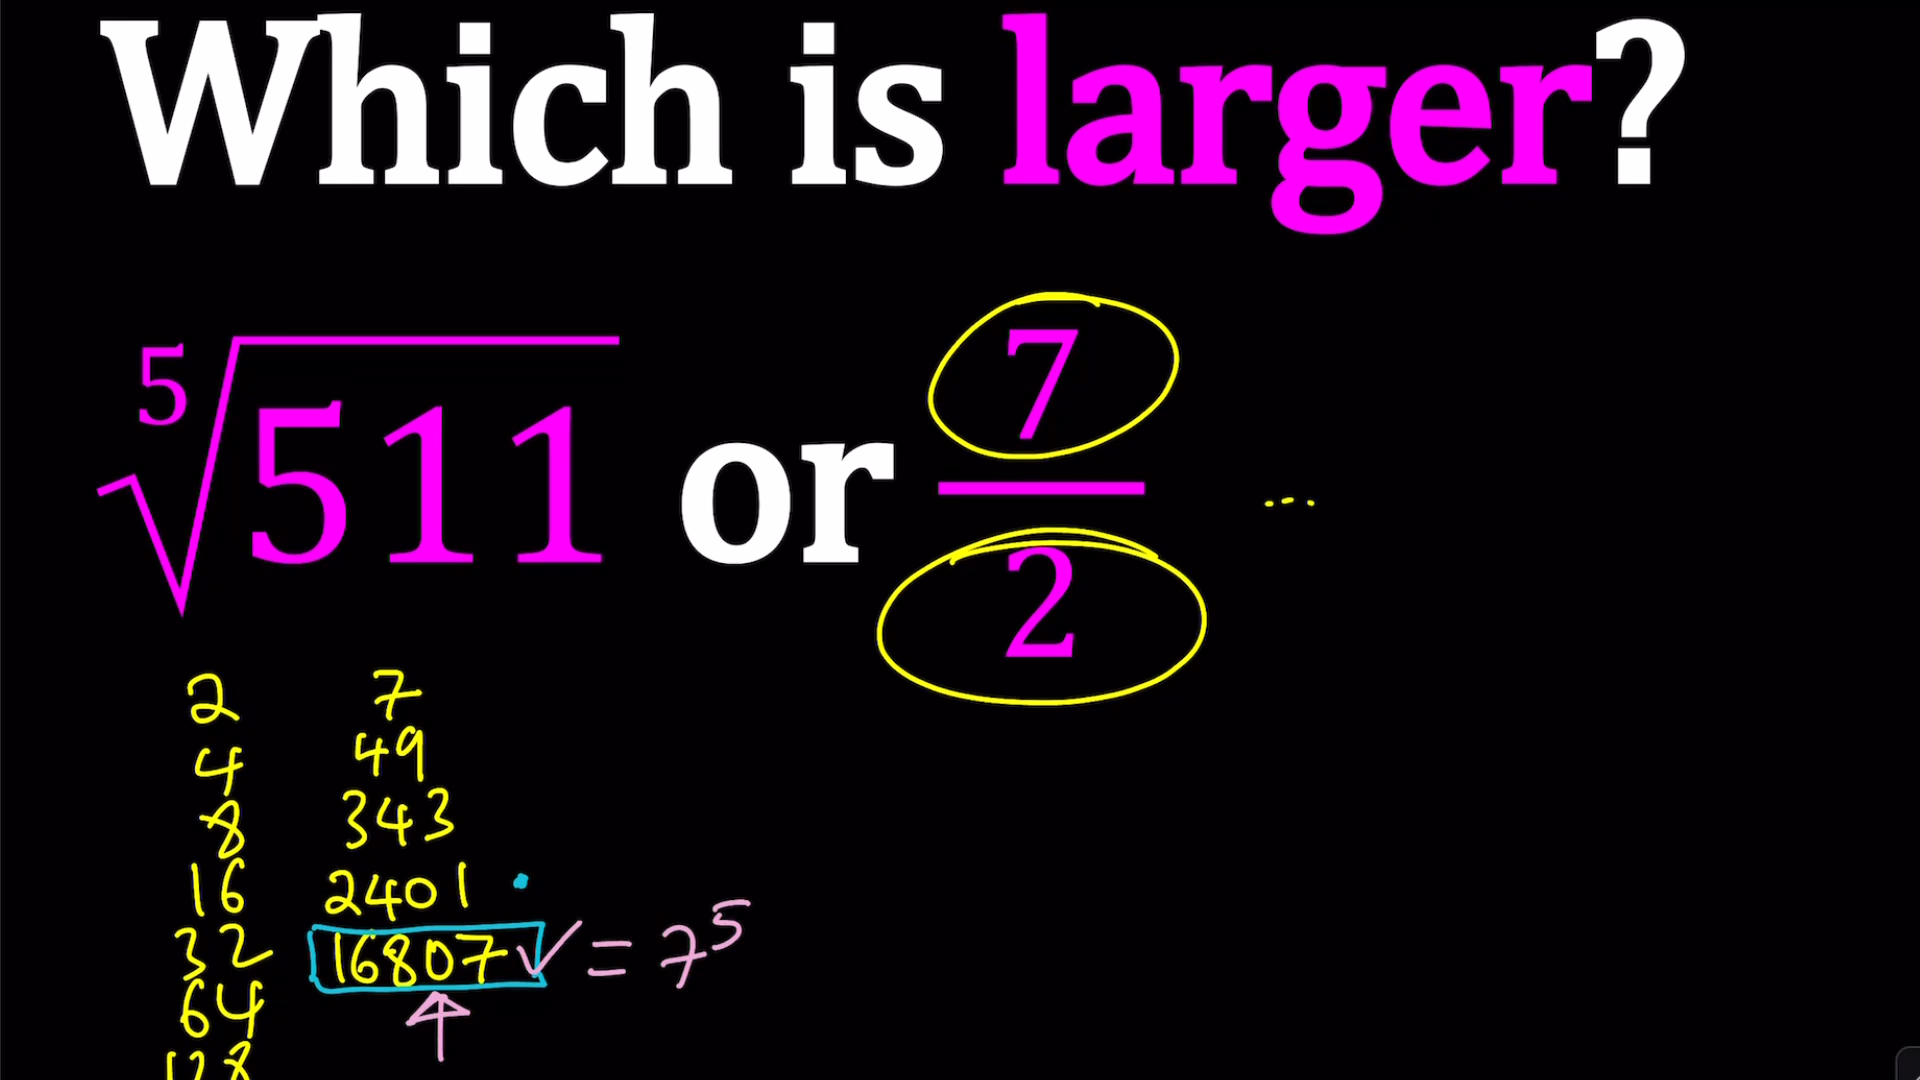 Which is larger?
⁵√511 or 7/2 ...
2 7
4 49
8 343
16 2401 .
32 16807 ✓ = 7⁵
64 ↑
128